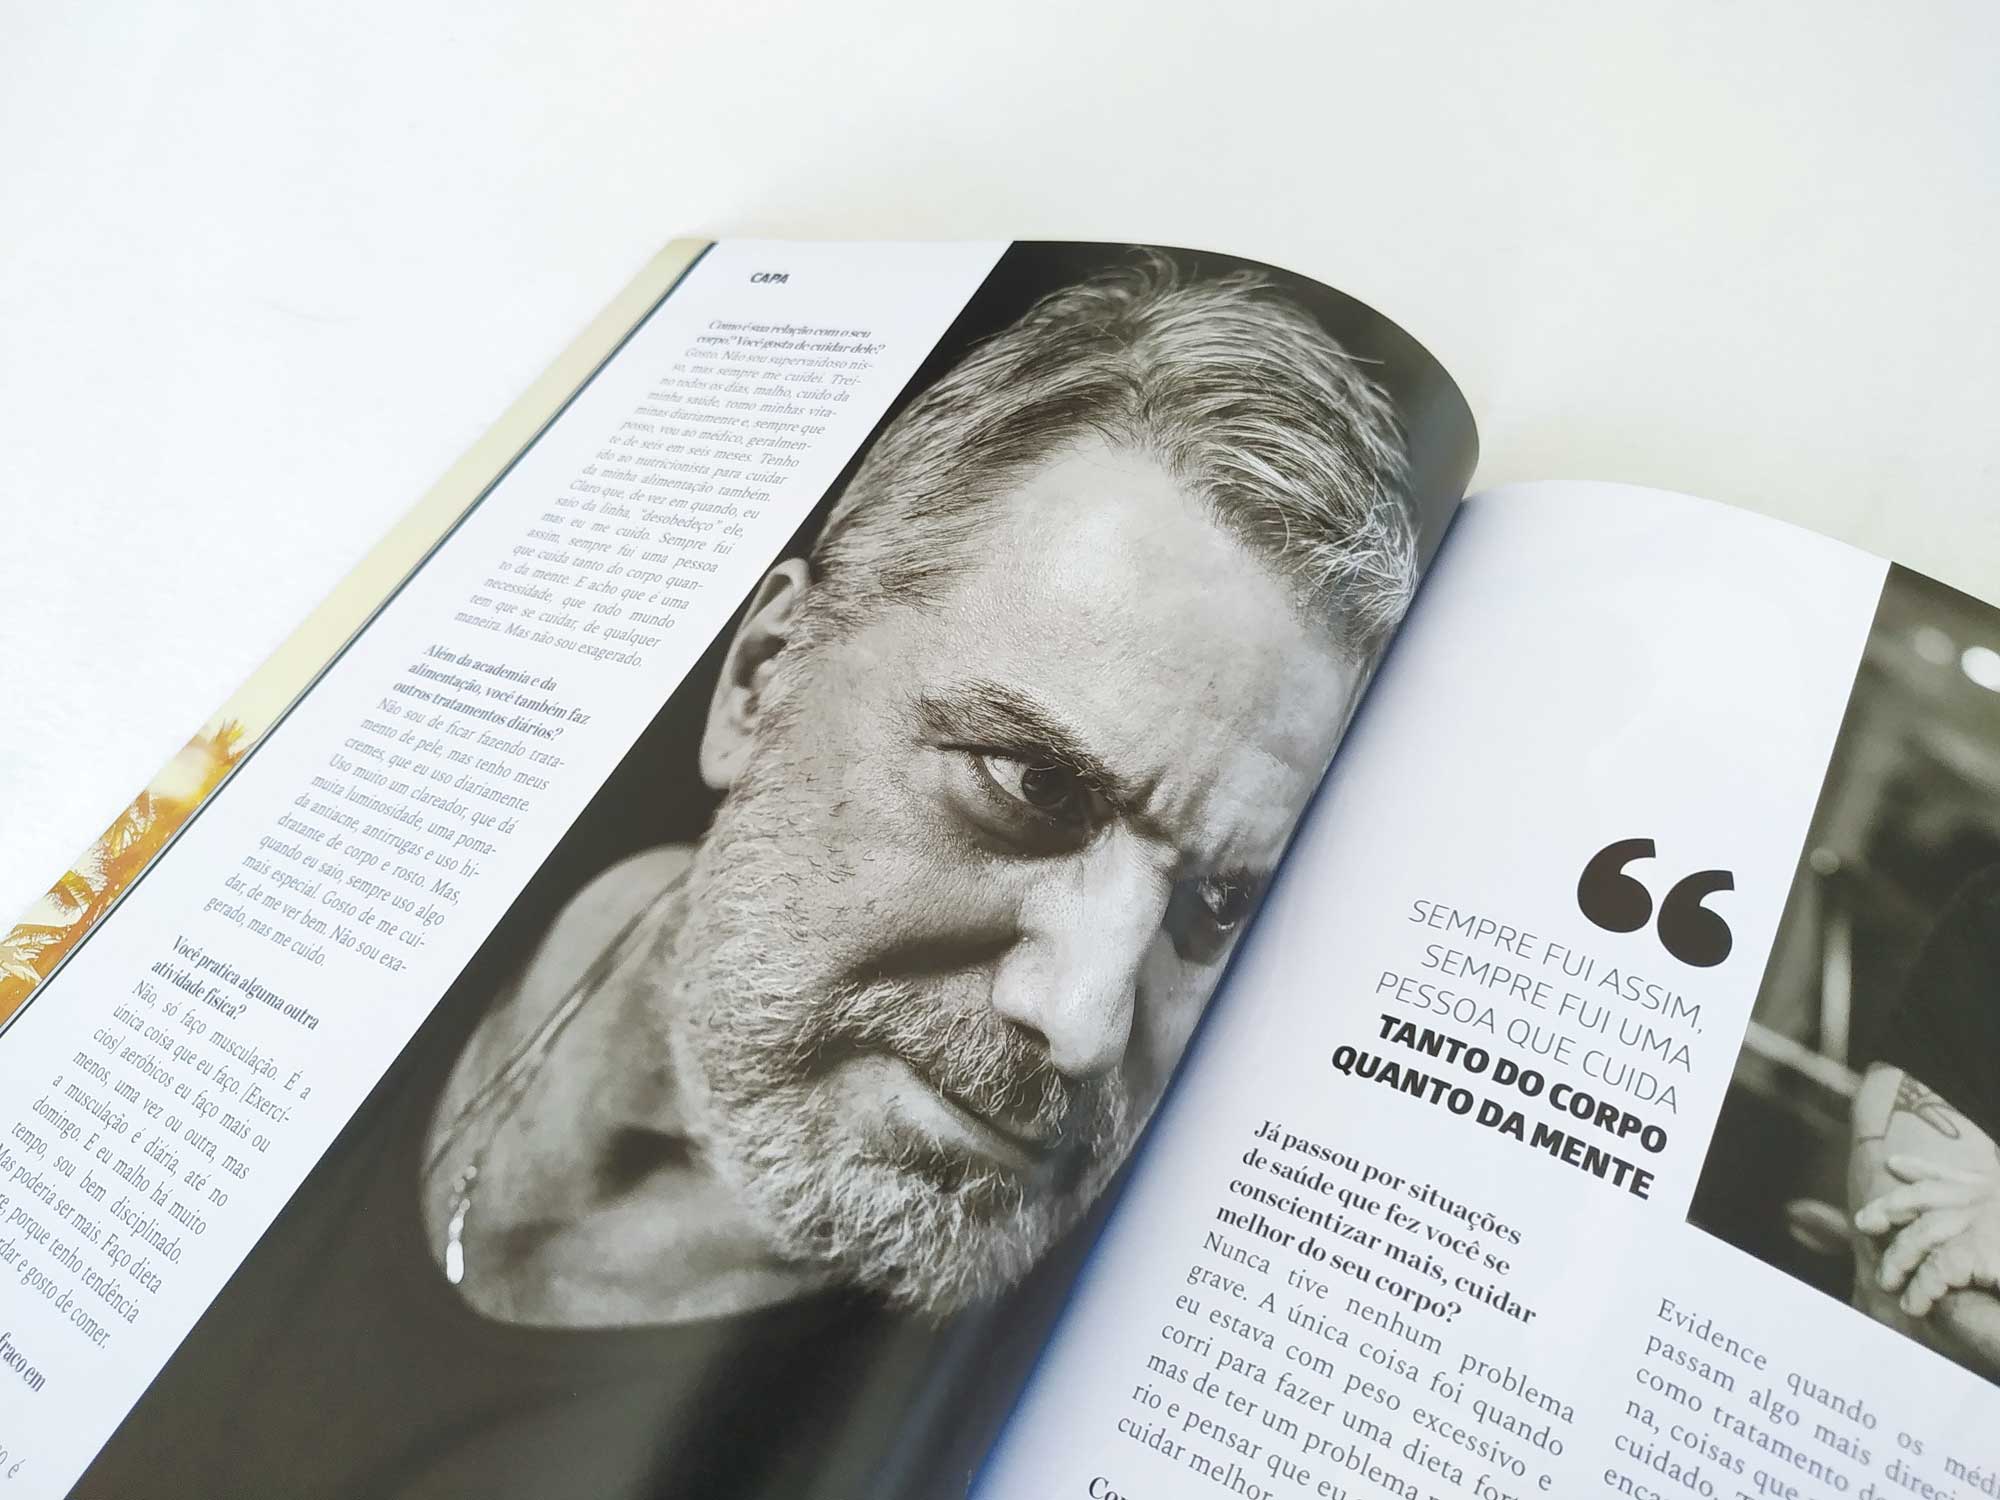 CAPA
Como é sua relação com o seu
corpo? Você gosta de cuidar dele?
Gosto. Não sou supervaidoso nis-
so, mas sempre me cuidei. Trei-
no todos os dias, malho, cuido da
minha saúde, tomo minhas vita-
minas diariamente e, sempre que
posso, vou ao médico, geralmen-
te de seis em seis meses. Tenho
ido ao nutricionista para cuidar
da minha alimentação também.
Claro que, de vez em quando, eu
saio da linha, "desobedeço" ele,
mas eu me cuido. Sempre fui
assim, sempre fui uma pessoa
que cuida tanto do corpo quan-
to da mente. E acho que é uma
necessidade, que todo mundo
tem que se cuidar, de qualquer
maneira. Mas não sou exagerado.
Além da academia e da
alimentação, você também faz
outros tratamentos diários?
Não sou de ficar fazendo trata-
mento de pele, mas tenho meus
cremes, que eu uso diariamente.
Uso muito um clareador, que dá
muita luminosidade, uma poma-
da antiacne, antirrugas e uso hi-
dratante de corpo e rosto. Mas,
quando eu saio, sempre uso algo
mais especial. Gosto de me cui-
dar, de me ver bem. Não sou exa-
gerado, mas me cuido.
Você pratica alguma outra
atividade física?
Não, só faço musculação. É a
única coisa que eu faço. [Exercí-
cios] aeróbicos eu faço mais ou
menos, uma vez ou outra, mas
a musculação é diária, até no
domingo. E eu malho há muito
tempo, sou bem disciplinado.
Mas poderia ser mais. Faço dieta
porque tenho tendência
e gosto de comer.
fraco em
é
“
SEMPRE FUI ASSIM,
SEMPRE FUI UMA
PESSOA QUE CUIDA
TANTO DO CORPO
QUANTO DA MENTE
Já passou por situações
de saúde que fez você se
conscientizar mais, cuidar
melhor do seu corpo?
Nunca tive nenhum problema
grave. A única coisa foi quando
eu estava com peso excessivo e
corri para fazer uma dieta
mas de ter um problema
rio e pensar que eu
cuidar melhor
Evidence quando os
passam algo mais
como tratamento
na, coisas que
cuidado.